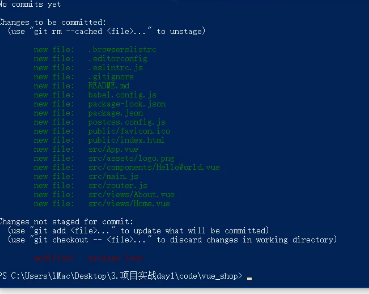 No commits yet
Changes to be committed:
(use "git rm --cached <file>..." to unstage)
new file: .browserslistrc
new file: .editorconfig
new file: .eslintrc.js
new file: .gitignore
new file: README.md
new file: babel.config.js
new file: package-lock.json
new file: package.json
new file: postcss.config.js
new file: public/favicon.ico
new file: public/index.html
new file: src/App.vue
new file: src/assets/logo.png
new file: src/components/HelloWorld.vue
new file: src/main.js
new file: src/router.js
new file: src/views/About.vue
new file: src/views/Home.vue
Changes not staged for commit:
(use "git add <file>..." to update what will be committed)
(use "git checkout -- <file>..." to discard changes in working directory)
PS C:\Users\lMac\Desktop\3.项目实战day1\code\vue_shop>